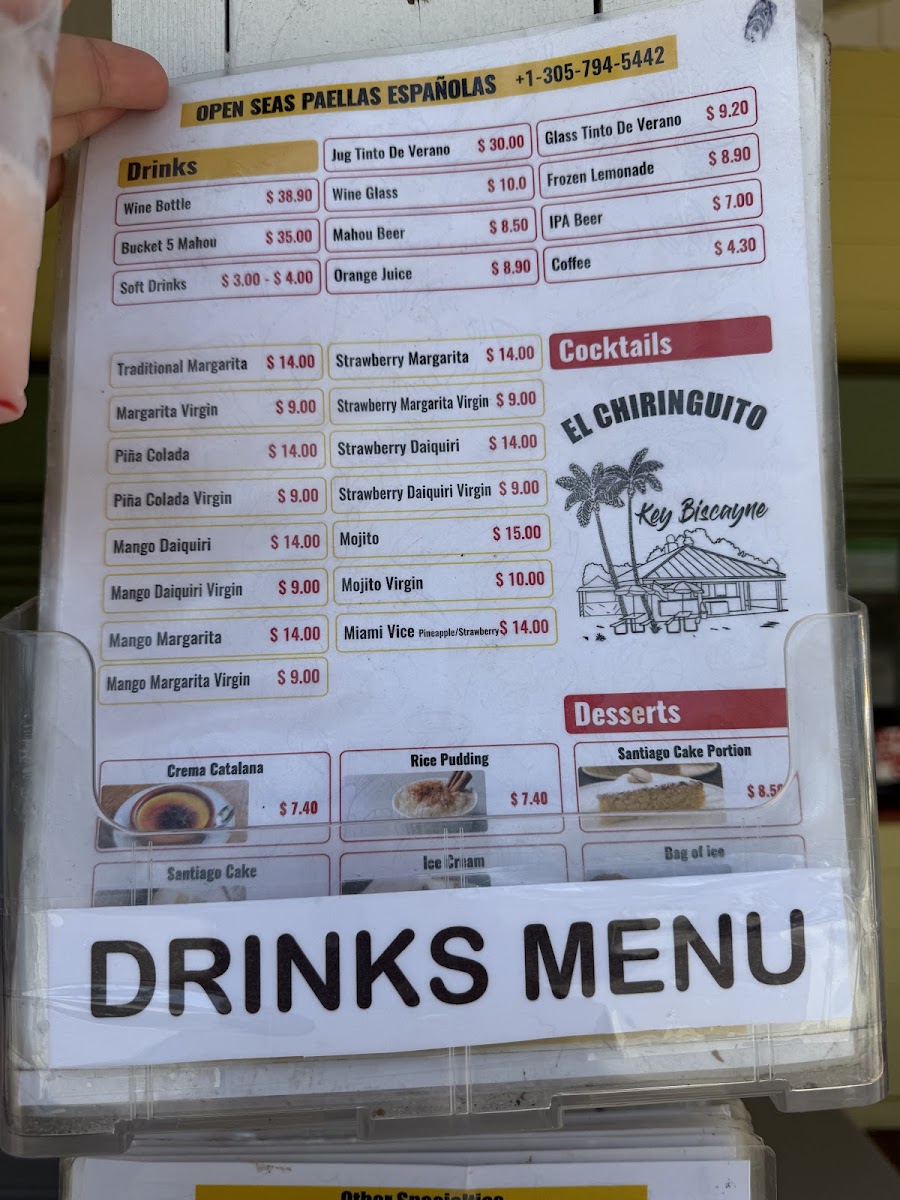 OPEN SEAS PAELLAS ESPAÑOLAS +1-305-794-5442
Drinks
Wine Bottle $ 38.90
Bucket 5 Mahou $ 35.00
Soft Drinks $ 3.00 - $ 4.00
Jug Tinto De Verano $ 30.00
Wine Glass $ 10.0
Mahou Beer $ 8.50
Orange Juice $ 8.90
Glass Tinto De Verano $ 9.20
Frozen Lemonade $ 8.90
IPA Beer $ 7.00
Coffee $ 4.30
Cocktails
Traditional Margarita $ 14.00
Margarita Virgin $ 9.00
Piña Colada $ 14.00
Piña Colada Virgin $ 9.00
Mango Daiquiri $ 14.00
Mango Daiquiri Virgin $ 9.00
Mango Margarita $ 14.00
Mango Margarita Virgin $ 9.00
Strawberry Margarita $ 14.00
Strawberry Margarita Virgin $ 9.00
Strawberry Daiquiri $ 14.00
Strawberry Daiquiri Virgin $ 9.00
Mojito $ 15.00
Mojito Virgin $ 10.00
Miami Vice Pineapple/Strawberry $ 14.00
EL CHIRINGUITO
Key Biscayne
Desserts
Crema Catalana
$ 7.40
Rice Pudding
$ 7.40
Santiago Cake Portion
$ 8.50
Santiago Cake
Ice Cream
Bag of ice
DRINKS MENU
Other Specialties